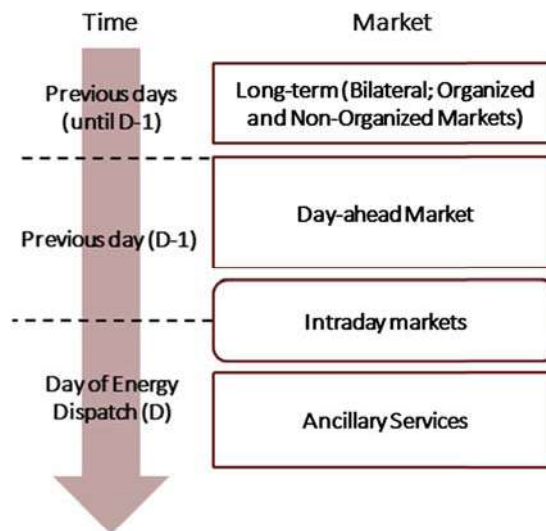 Time
Market
Previous days
(until D-1)
Long-term (Bilateral; Organized
and Non-Organized Markets)
Previous day (D-1)
Day-ahead Market
Intraday markets
Day of Energy
Dispatch (D)
Ancillary Services